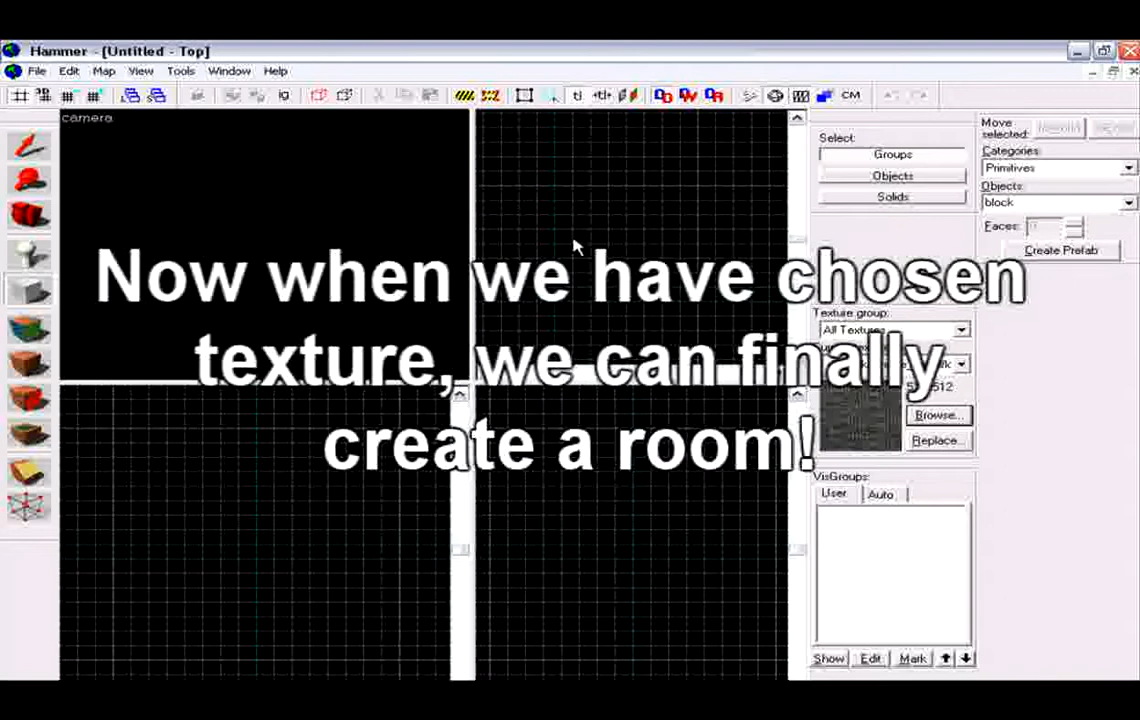 Hammer - [Untitled - Top]
File Edit Map View Tools Window Help
CM
camera
Select:
Groups
Objects
Solids
Move
selected:
Categories:
Primitives
Objects:
block
Faces:
Create Prefab
Now when we have chosen
texture, we can finally
create a room!
Texture group:
All Textures
Browse...
Replace...
VisGroups:
User Auto
Show Edit Mark